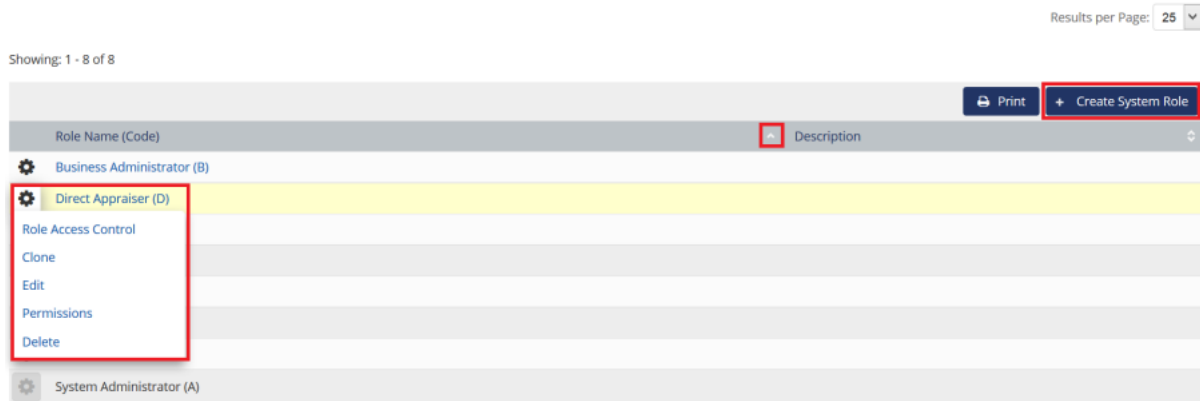 Results per Page: 25
Showing: 1 - 8 of 8
Print + Create System Role
Role Name (Code) Description
Business Administrator (B)
Direct Appraiser (D)
Role Access Control
Clone
Edit
Permissions
Delete
System Administrator (A)